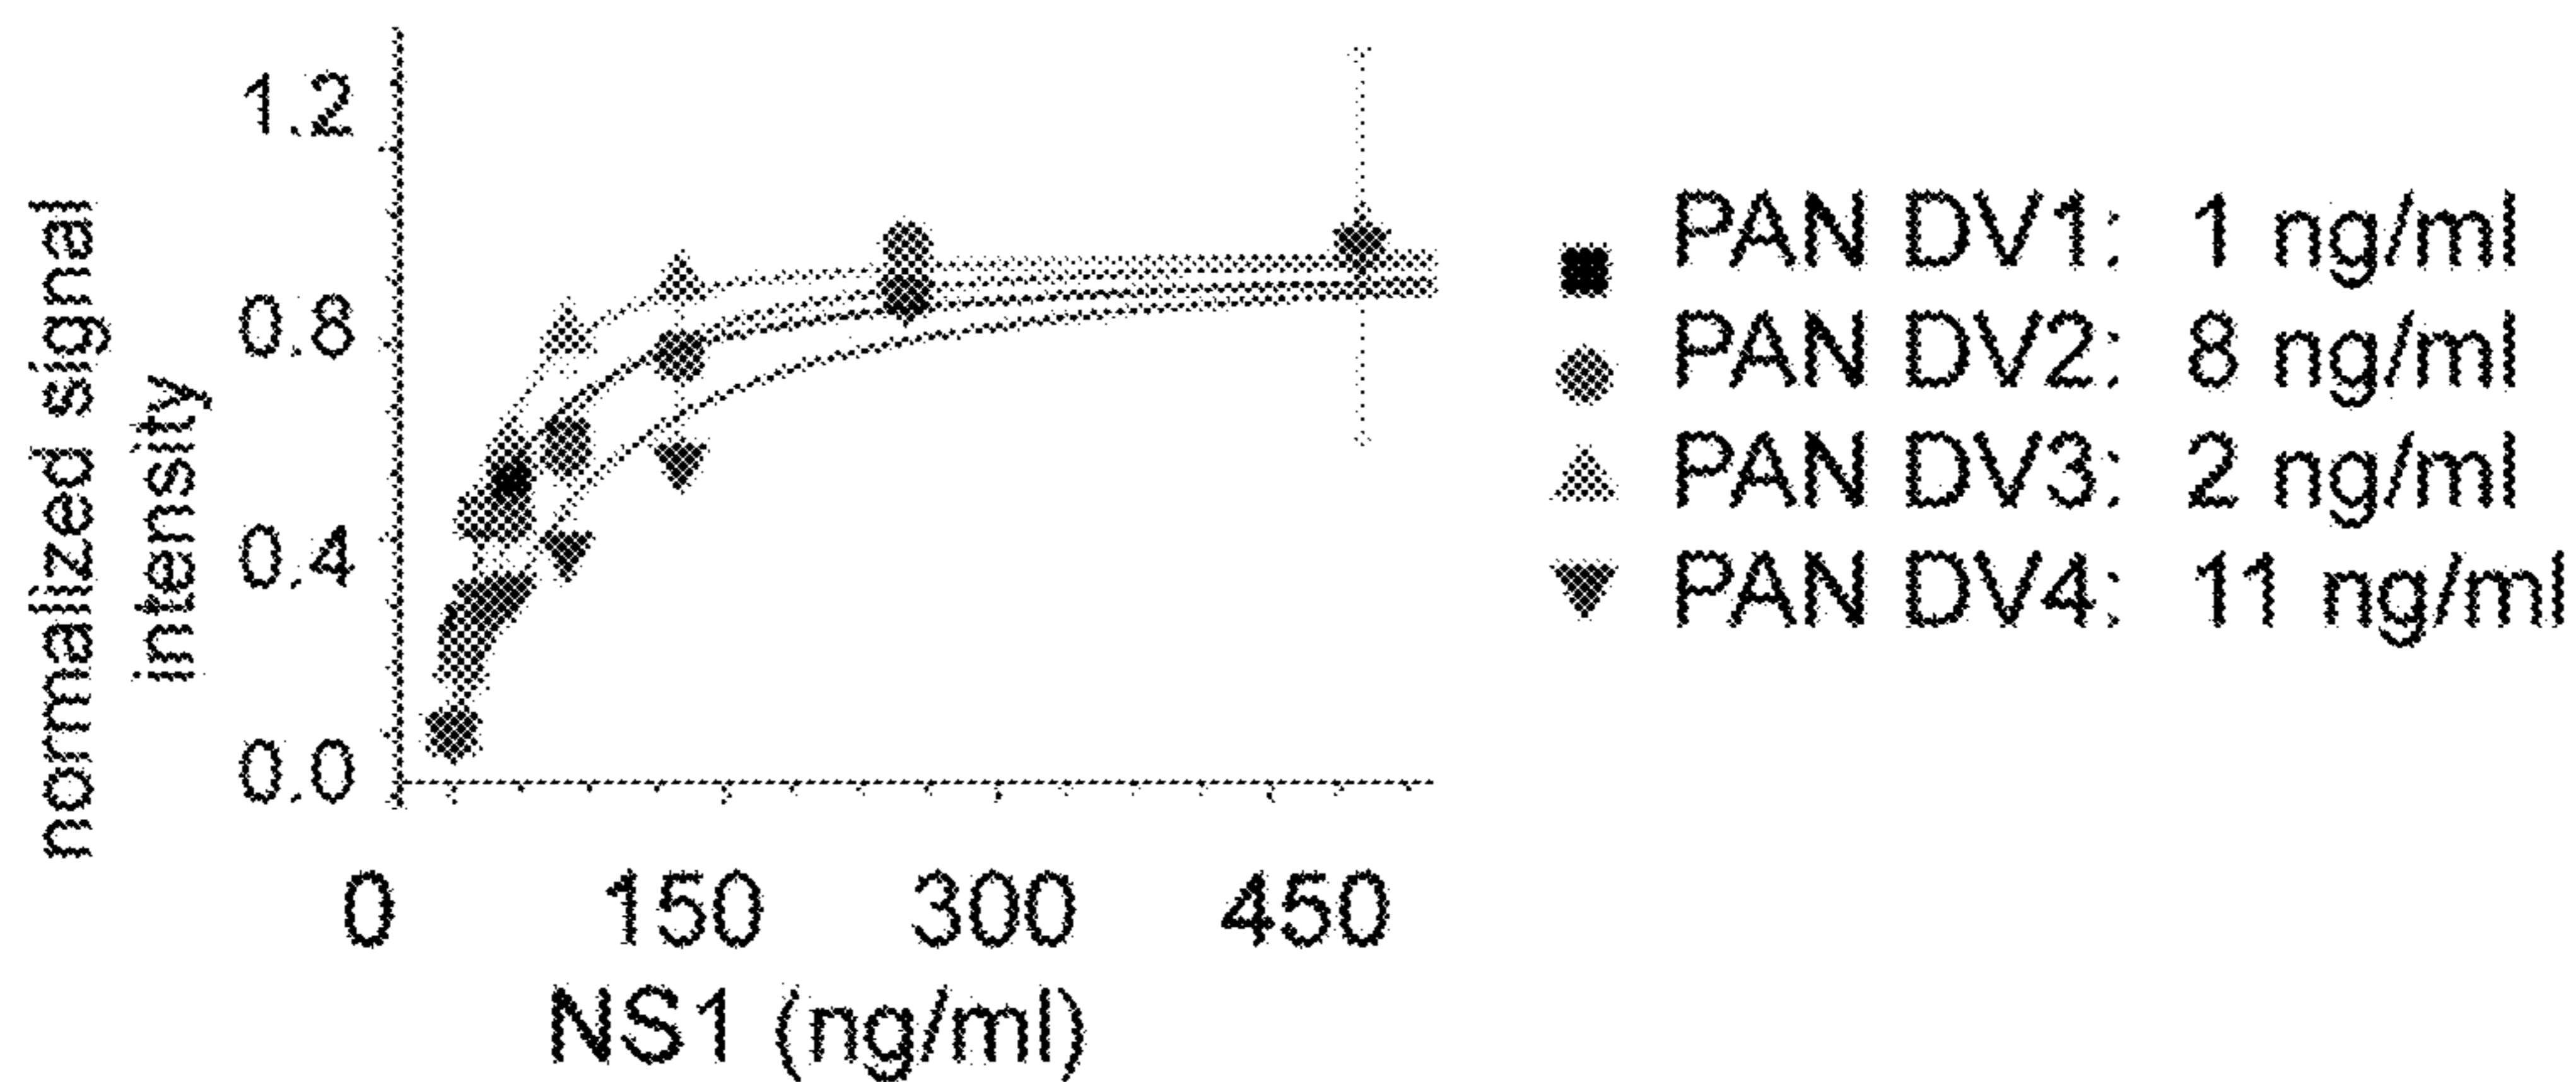 normalized signal
intensity
1.2
0.8
0.4
0.0
0 150 300 450
NS1 (ng/ml)
PAN DV1: 1 ng/ml
PAN DV2: 8 ng/ml
PAN DV3: 2 ng/ml
PAN DV4: 11 ng/ml